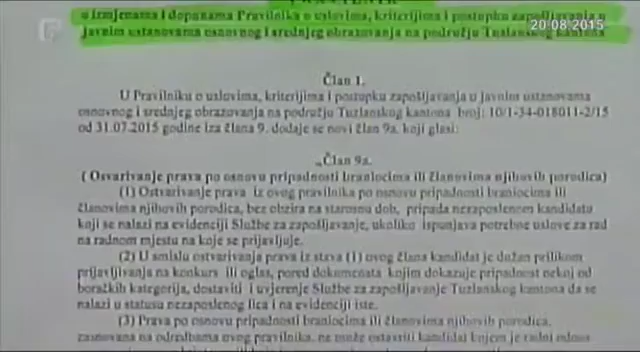 o izmjenama i dopunama Pravilnika o uslovima, kriterijima i postupku zapošljavanja u
javnim ustanovama osnovnog i srednjeg obrazovanja na području Tuzlanskog kantona
20.08.2015
Član 1.
U Pravilniku o uslovima, kriterijima i postupku zapošljavanja u javnim ustanovama
osnovnog i srednjeg obrazovanja na području Tuzlanskog kantona broj: 10/1-34-018011-2/15
od 31.07.2015 godine iza člana 9. dodaje se novi član 9a. koji glasi:
„Član 9a.
( Ostvarivanje prava po osnovu pripadnosti braniocima ili članovima njihovih porodica)
(1) Ostvarivanje prava iz ovog pravilnika po osnovu pripadnosti braniocima ili
članovima njihovih porodica, bez obzira na starosnu dob, pripada nezaposlenom kandidatu
koji se nalazi na evidenciji Službe za zapošljavanje, ukoliko ispunjava potrebne uslove za rad
na radnom mjestu na koje se prijavljuje.
(2) U smislu ostvarivanja prava iz stava (1) ovog člana kandidat je dužan prilikom
prijavljivanja na konkurs ili oglas, pored dokumenata kojim dokazuje pripadnost nekoj od
boračkih kategorija, dostaviti i uvjerenje Službe za zapošljavanje Tuzlanskog kantona da se
nalazi u statusu nezaposlenog lica i na evidenciji iste.
(3) Prava po osnovu pripadnosti braniocima ili članovima njihovih porodica,
zasnovana na odredbama ovog pravilnika, ne može ostvariti kandidat kojem je radni odnos